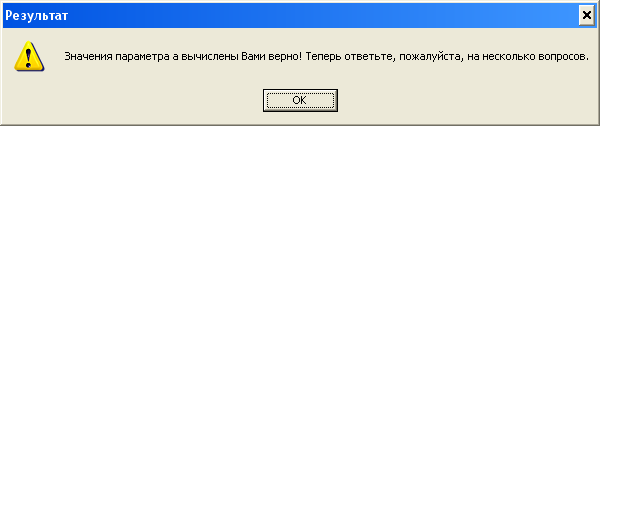 Результат
Значения параметра а вычислены Вами верно! Теперь ответьте, пожалуйста, на несколько вопросов.
OK